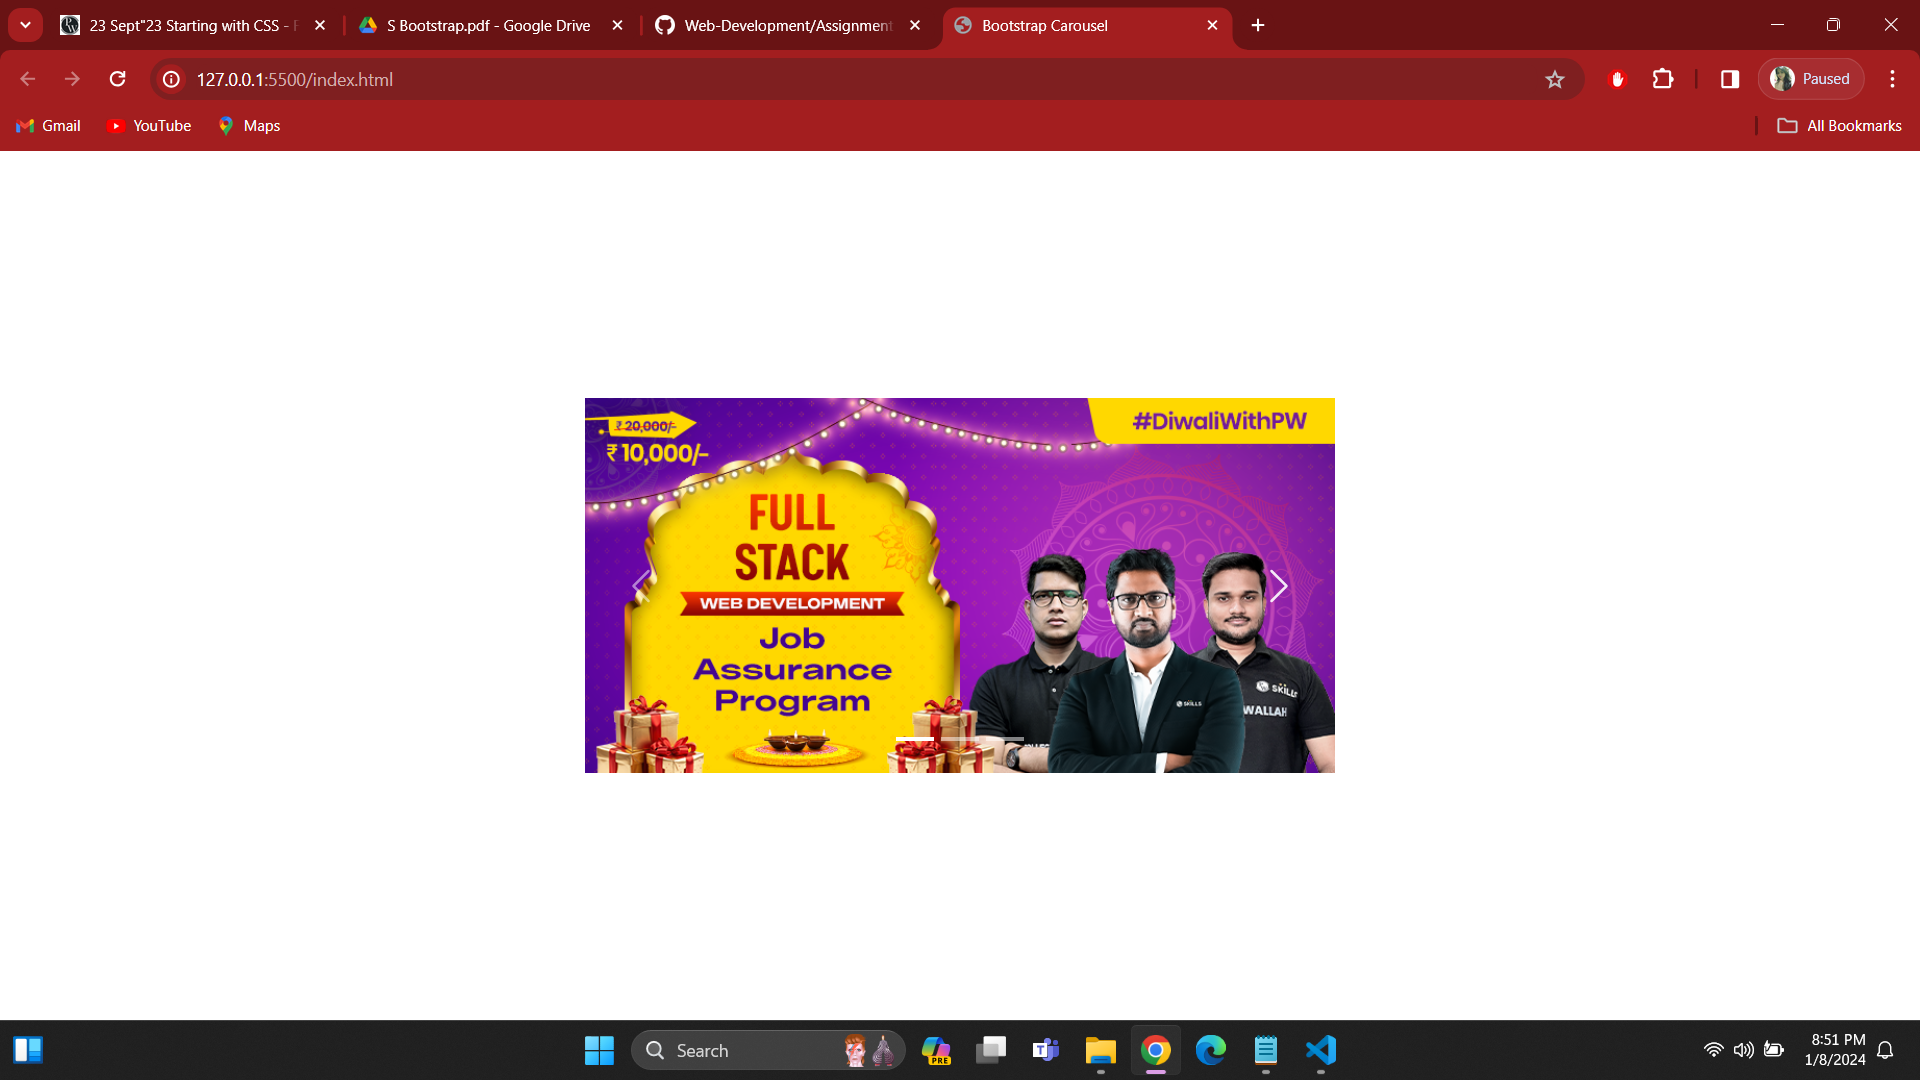 23 Sept"23 Starting with CSS -
S Bootstrap.pdf - Google Drive
Web-Development/Assignment
Bootstrap Carousel
127.0.0.1:5500/index.html
Paused
Gmail
YouTube
Maps
All Bookmarks
₹ 20,000/-
₹ 10,000/-
#DiwaliWithPW
FULL
STACK
WEB DEVELOPMENT
Job
Assurance
Program
SKILLS
WALLAH
SKILLS
Search
PRE
8:51 PM
1/8/2024